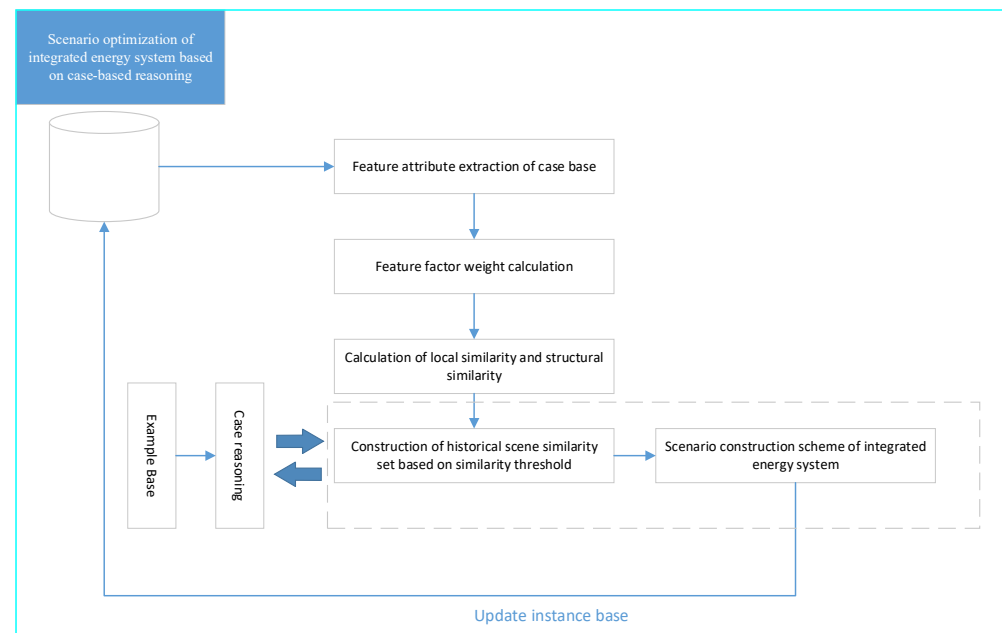 Scenario optimization of
integrated energy system based
on case-based reasoning
Feature attribute extraction of case base
Feature factor weight calculation
Calculation of local similarity and structural
similarity
Example Base
Case reasoning
Construction of historical scene similarity
set based on similarity threshold
Scenario construction scheme of integrated
energy system
Update instance base